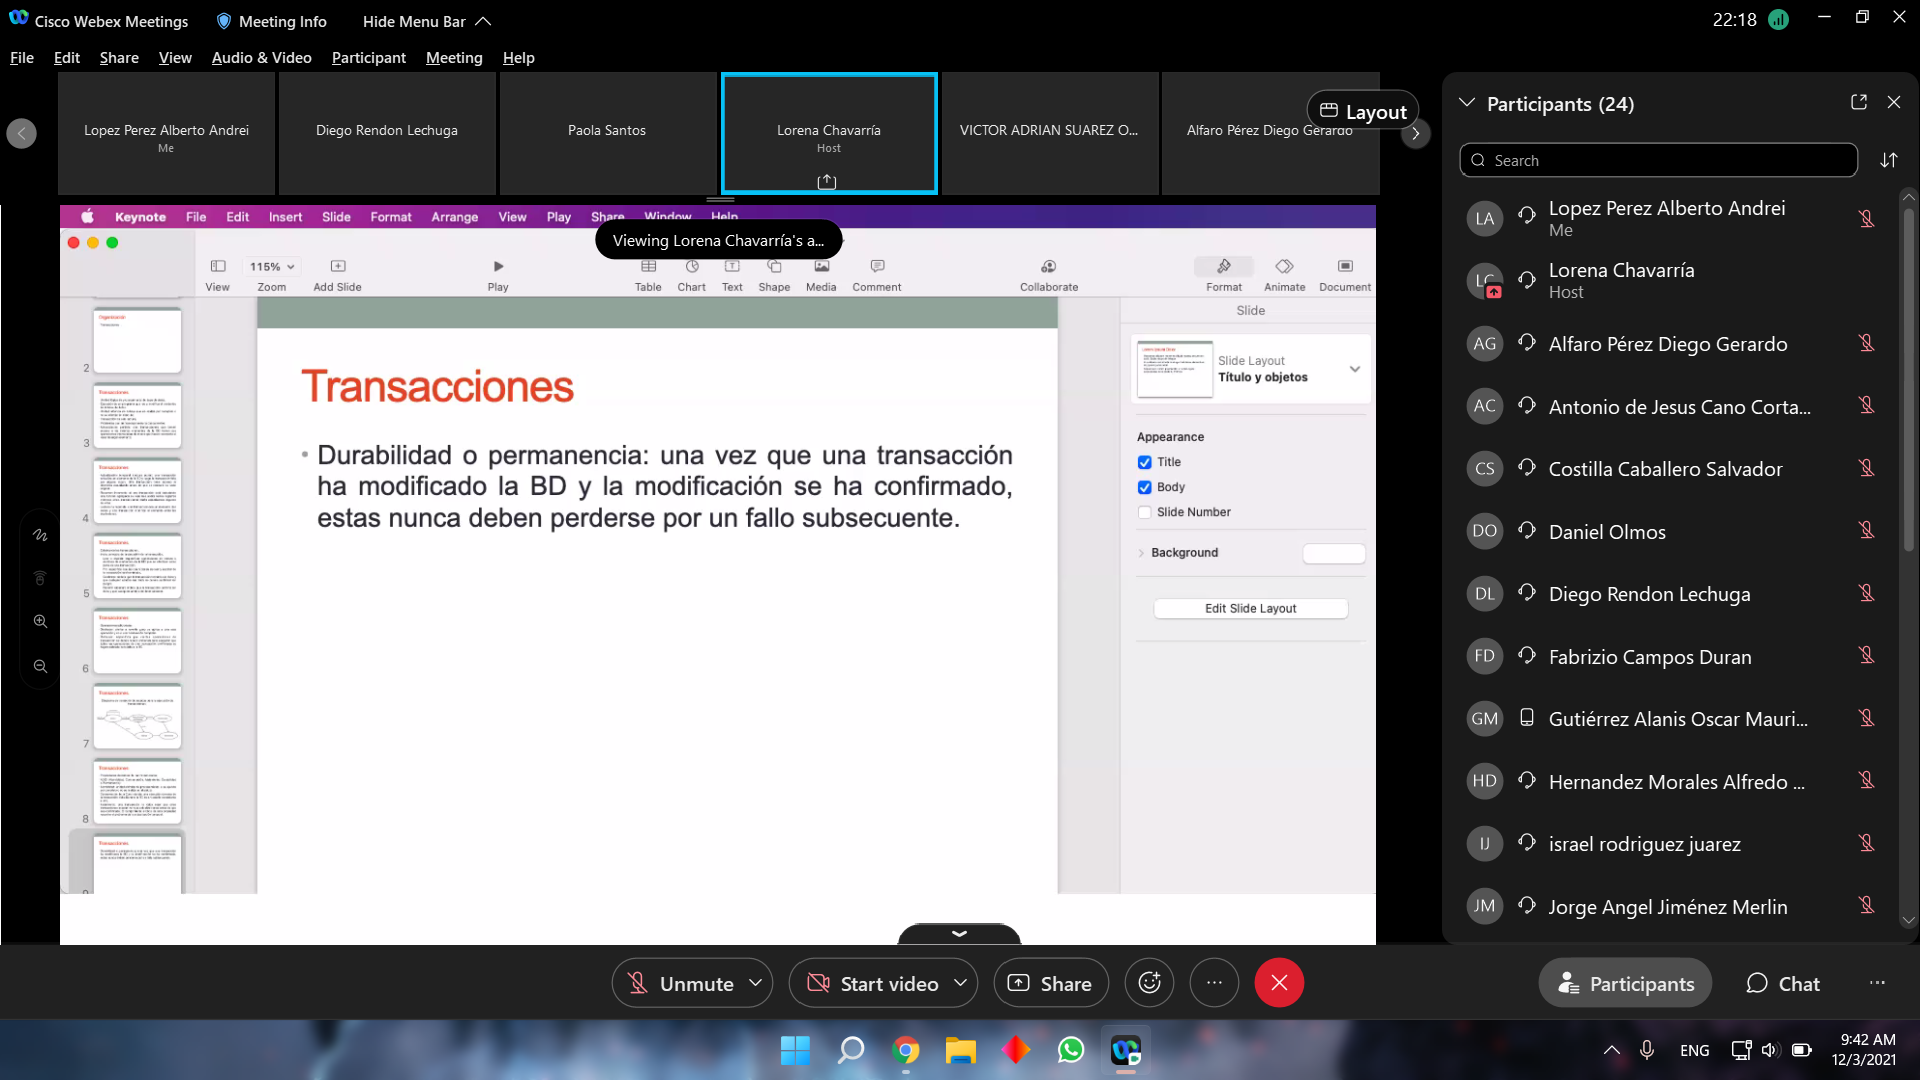 Cisco Webex Meetings
Meeting Info
Hide Menu Bar
22:18
File Edit Share View Audio & Video Participant Meeting Help
Lopez Perez Alberto Andrei
Me
Diego Rendon Lechuga
Paola Santos
Lorena Chavarría
Host
VICTOR ADRIAN SUAREZ O...
Alfaro Pérez Diego Gerardo
Layout
Keynote File Edit Insert Slide Format Arrange View Play Share Window Help
Viewing Lorena Chavarría's a...
115%
View Zoom Add Slide Play Table Chart Text Shape Media Comment Collaborate Format Animate Document
2
3
4
5
6
7
8
Transacciones
• Durabilidad o permanencia: una vez que una transacción
ha modificado la BD y la modificación se ha confirmado,
estas nunca deben perderse por un fallo subsecuente.
Slide
Slide Layout
Título y objetos
Appearance
Title
Body
Slide Number
Background
Edit Slide Layout
Participants (24)
Search
LA Lopez Perez Alberto Andrei
Me
LC Lorena Chavarría
Host
AG Alfaro Pérez Diego Gerardo
AC Antonio de Jesus Cano Corta...
CS Costilla Caballero Salvador
DO Daniel Olmos
DL Diego Rendon Lechuga
FD Fabrizio Campos Duran
GM Gutiérrez Alanis Oscar Mauri...
HD Hernandez Morales Alfredo ...
IJ israel rodriguez juarez
JM Jorge Angel Jiménez Merlin
Unmute
Start video
Share
Participants
Chat
ENG
9:42 AM
12/3/2021